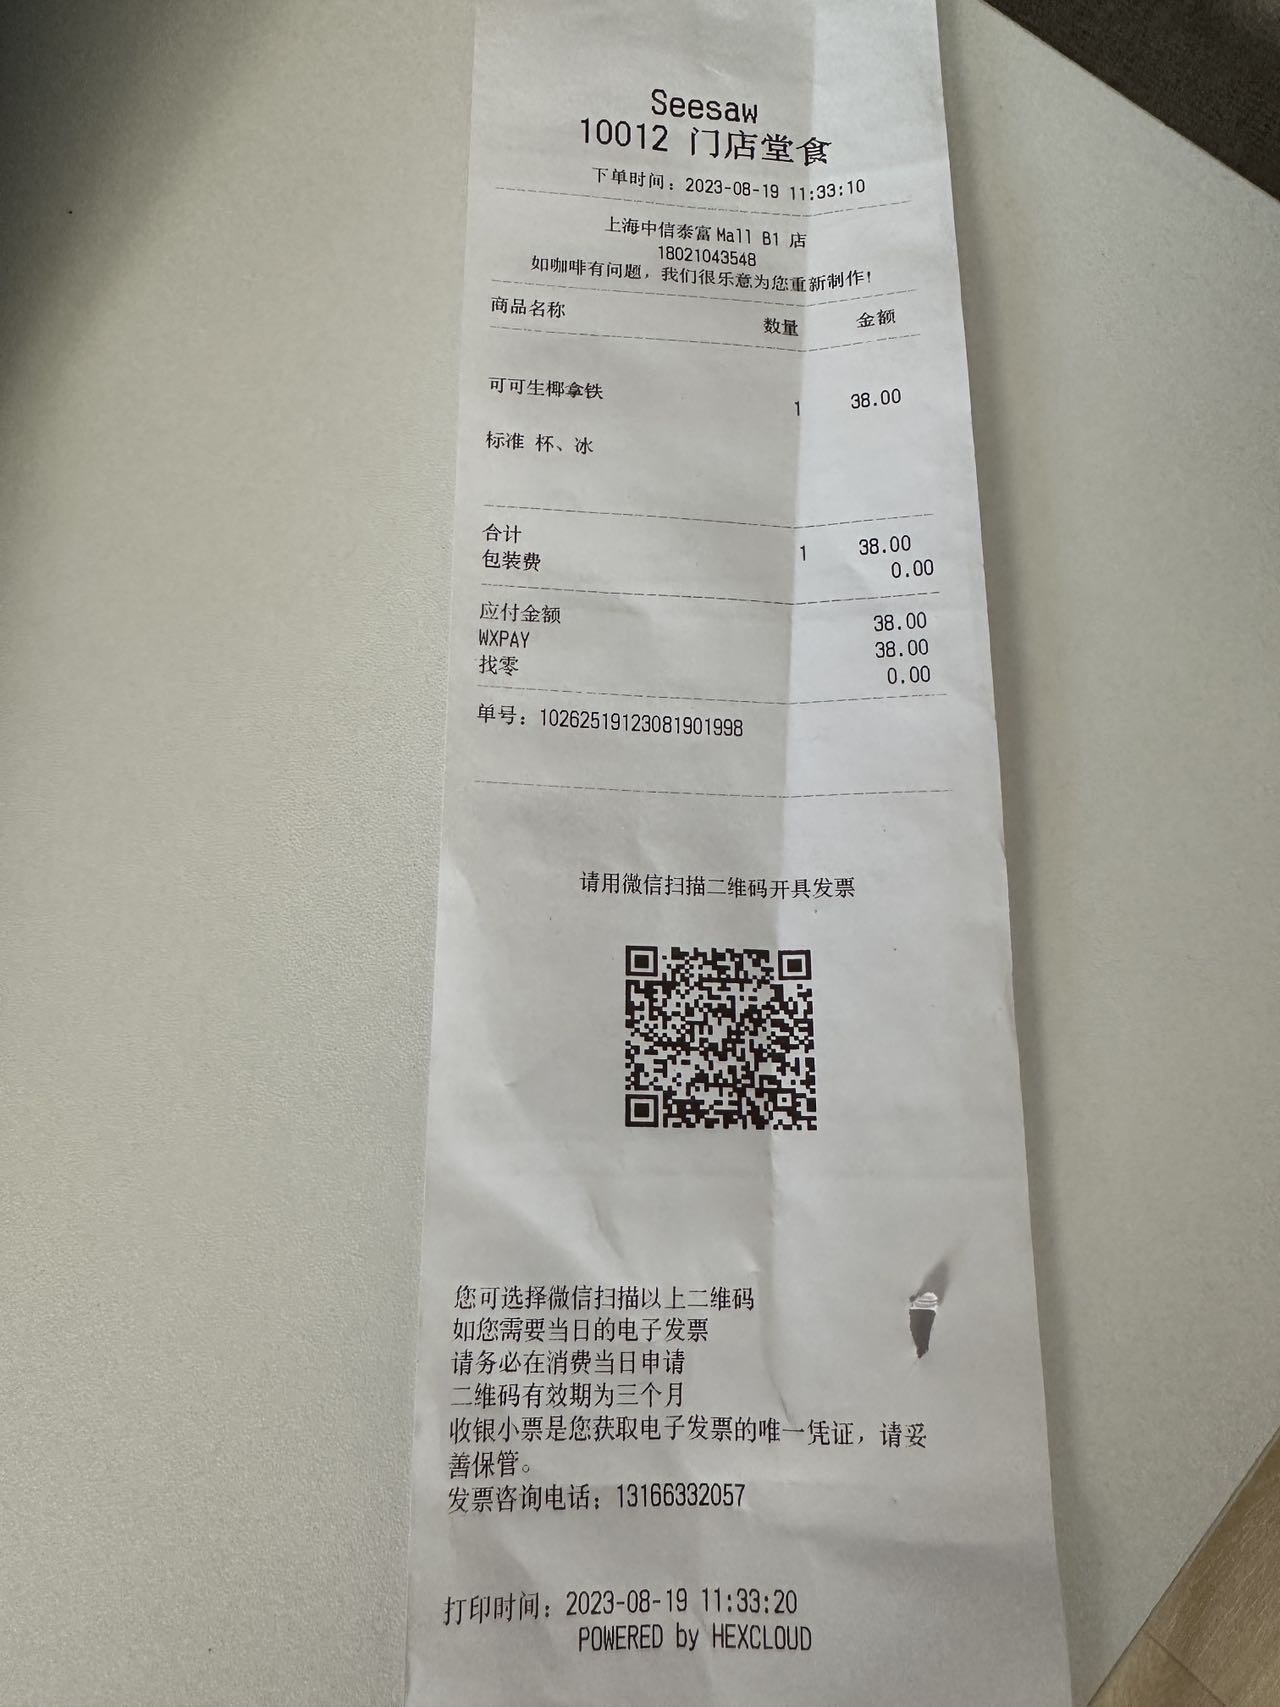 Seesaw
10012 门店堂食
下单时间：2023-08-19 11:33:10
上海中信泰富Mall B1 店
18021043548
如咖啡有问题，我们很乐意为您重新制作！
商品名称 数量 金额
可可生椰拿铁 1 38.00
标准 杯、冰
合计 1 38.00
包装费 0.00
应付金额 38.00
WXPAY 38.00
找零 0.00
单号：10262519123081901998
请用微信扫描二维码开具发票
您可选择微信扫描以上二维码
如您需要当日的电子发票
请务必在消费当日申请
二维码有效期为三个月
收银小票是您获取电子发票的唯一凭证，请妥
善保管。
发票咨询电话：13166332057
打印时间：2023-08-19 11:33:20
POWERED by HEXCLOUD